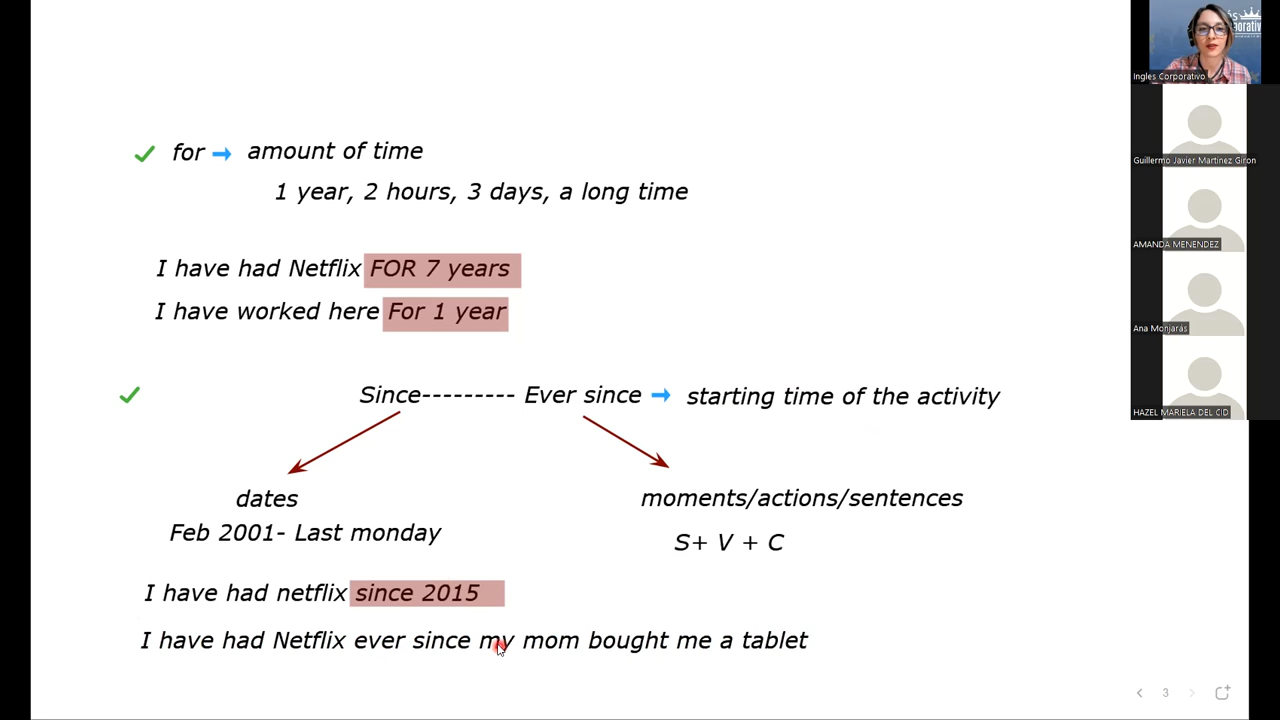 for → amount of time
1 year, 2 hours, 3 days, a long time
I have had Netflix FOR 7 years
I have worked here For 1 year
Since--------- Ever since → starting time of the activity
dates
moments/actions/sentences
Feb 2001- Last monday
S+ V + C
I have had netflix since 2015
I have had Netflix ever since my mom bought me a tablet
Ingles Corporativo
Guillermo Javier Martinez Giron
AMANDA MENENDEZ
Ana Monjarás
HAZEL MARIELA DEL CID
3